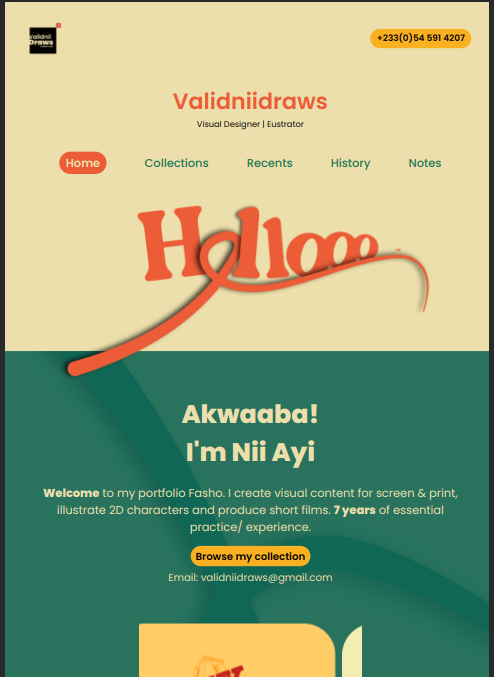 Validnii
Draws
+233(0)54 591 4207
Validniidraws
Visual Designer | Eustrator
Home
Collections
Recents
History
Notes
Hellooo
Akwaaba!
I'm Nii Ayi
Welcome to my portfolio Fasho. I create visual content for screen & print,
illustrate 2D characters and produce short films. 7 years of essential
practice/ experience.
Browse my collection
Email: validniidraws@gmail.com